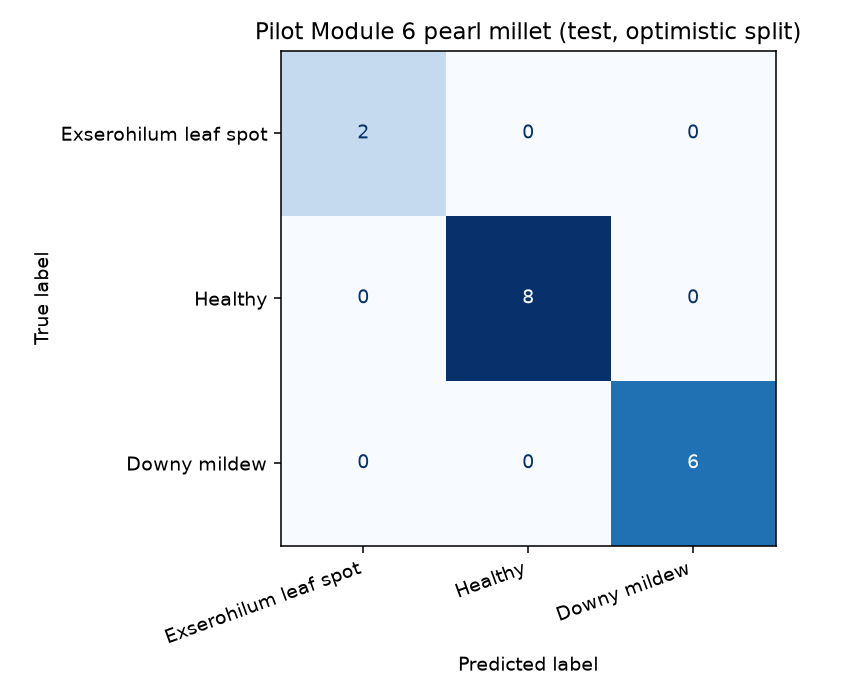 Pilot Module 6 pearl millet (test, optimistic split)
True label
Exserohilum leaf spot
2 0 0
Healthy
0 8 0
Downy mildew
0 0 6
Exserohilum leaf spot
Healthy
Downy mildew
Predicted label